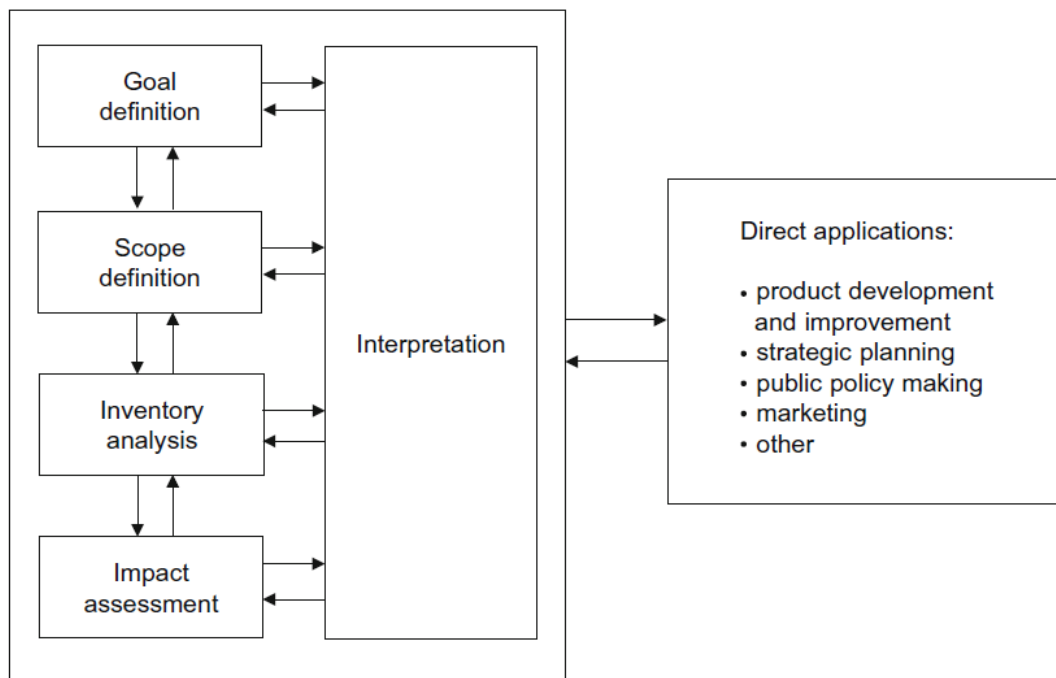 Goal
definition
Scope
definition
Inventory
analysis
Impact
assessment
Interpretation
Direct applications:
• product development
and improvement
• strategic planning
• public policy making
• marketing
• other